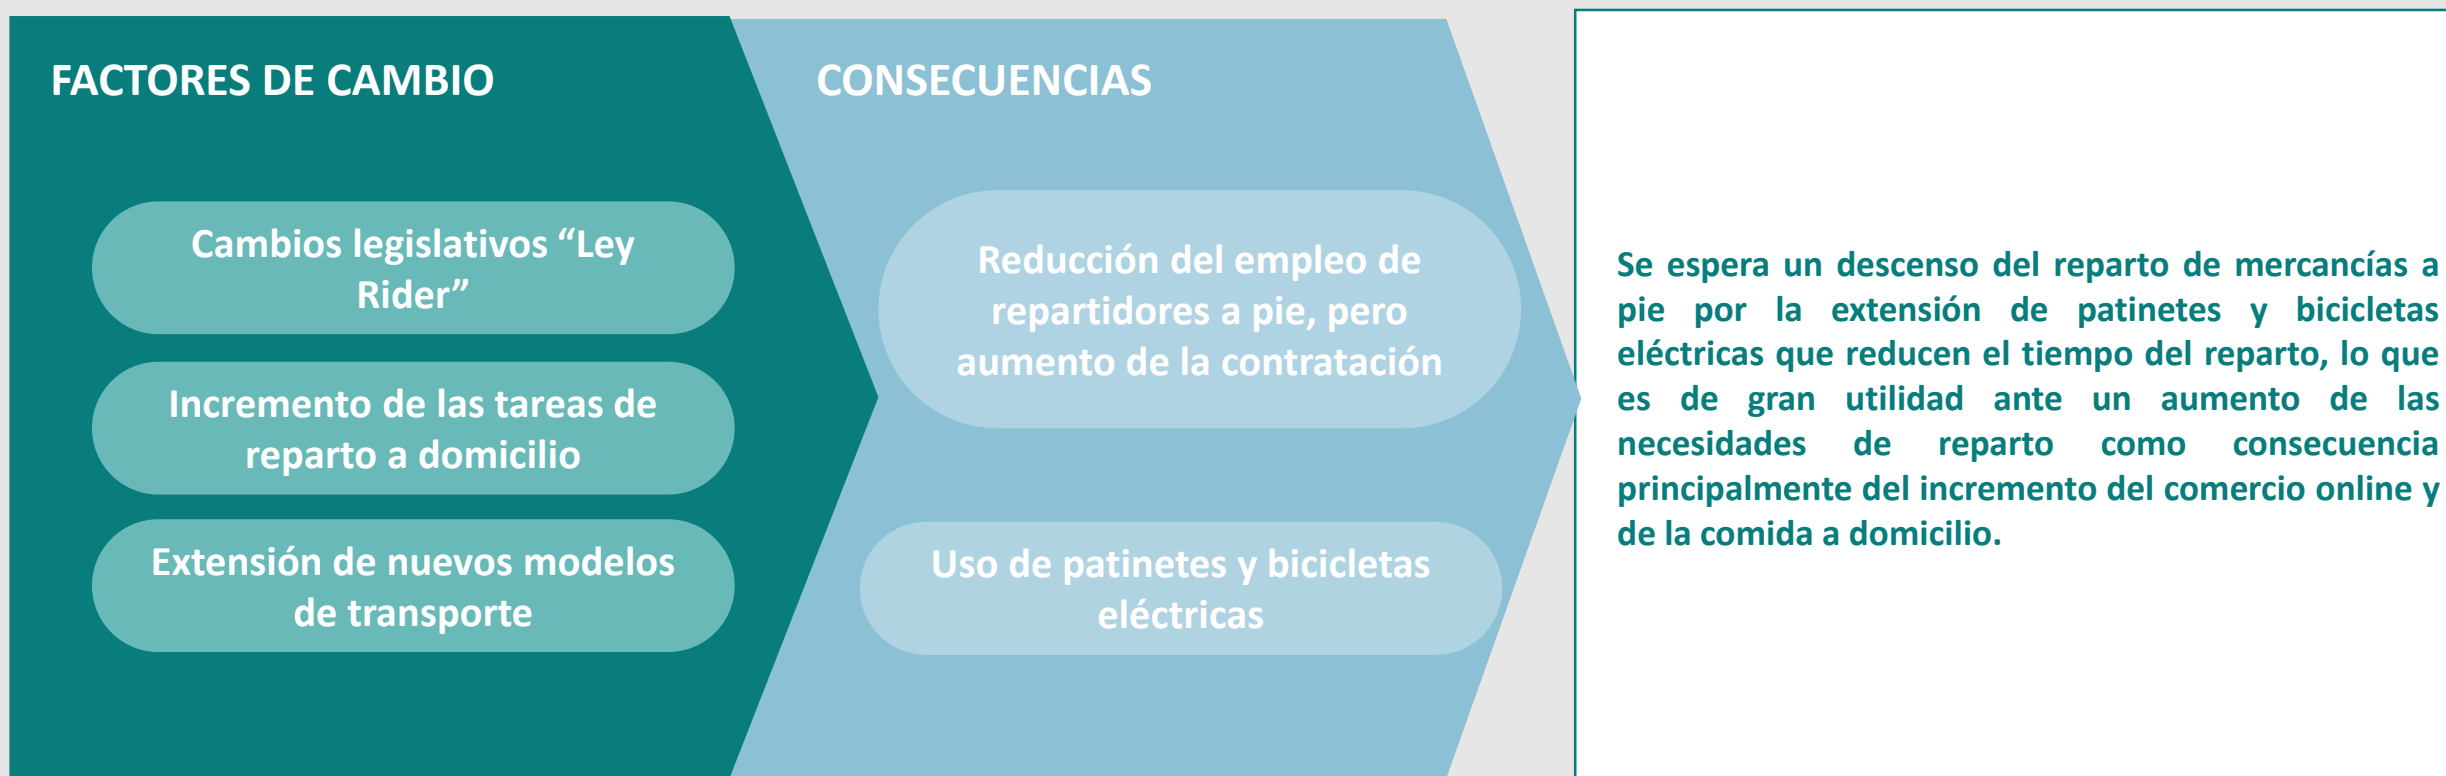 FACTORES DE CAMBIO
Cambios legislativos “Ley
Rider”
Incremento de las tareas de
reparto a domicilio
Extensión de nuevos modelos
de transporte
CONSECUENCIAS
Reducción del empleo de
repartidores a pie, pero
aumento de la contratación
Uso de patinetes y bicicletas
eléctricas
Se espera un descenso del reparto de mercancías a
pie por la extensión de patinetes y bicicletas
eléctricas que reducen el tiempo del reparto, lo que
es de gran utilidad ante un aumento de las
necesidades de reparto como consecuencia
principalmente del incremento del comercio online y
de la comida a domicilio.